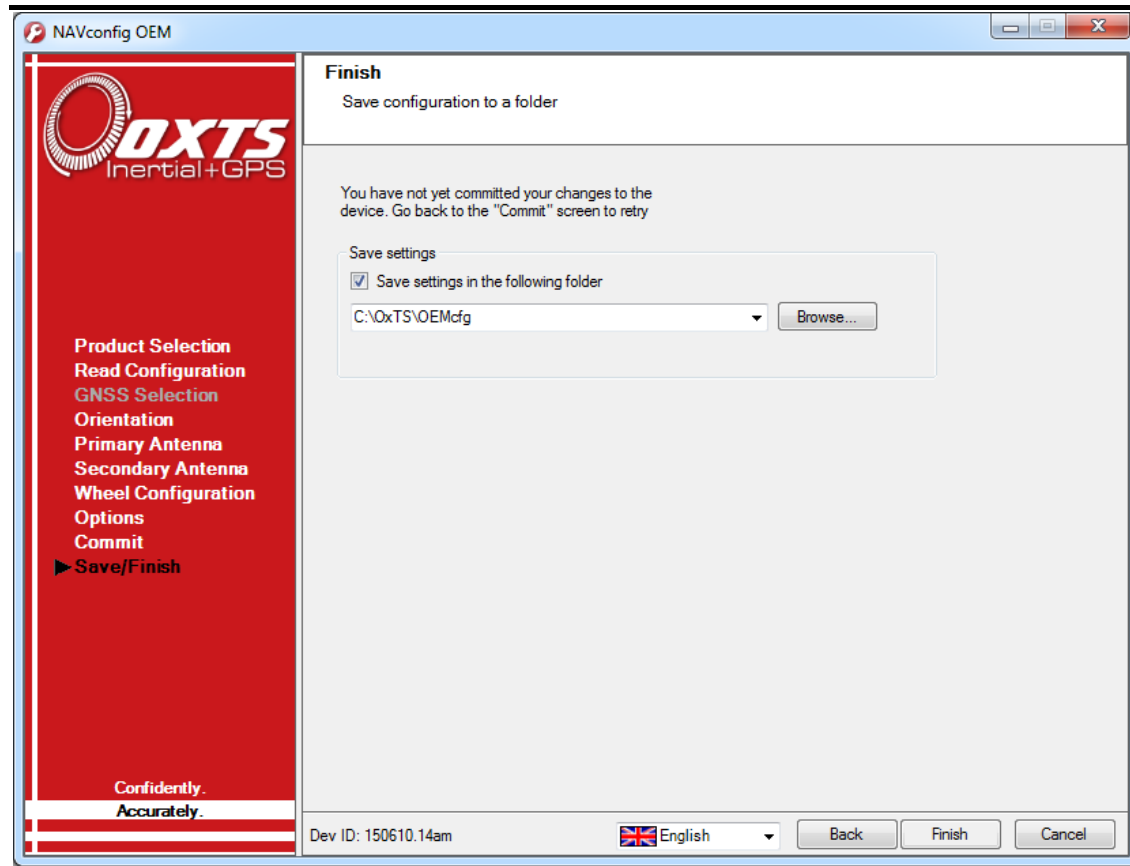 NAVconfig OEM
OXTS
Inertial+GPS
Finish
Save configuration to a folder
You have not yet committed your changes to the
device. Go back to the "Commit" screen to retry
Save settings
Save settings in the following folder
C:\OxTS\OEMcfg
Browse...
Product Selection
Read Configuration
GNSS Selection
Orientation
Primary Antenna
Secondary Antenna
Wheel Configuration
Options
Commit
Save/Finish
Confidently.
Accurately.
Dev ID: 150610.14am
English
Back
Finish
Cancel